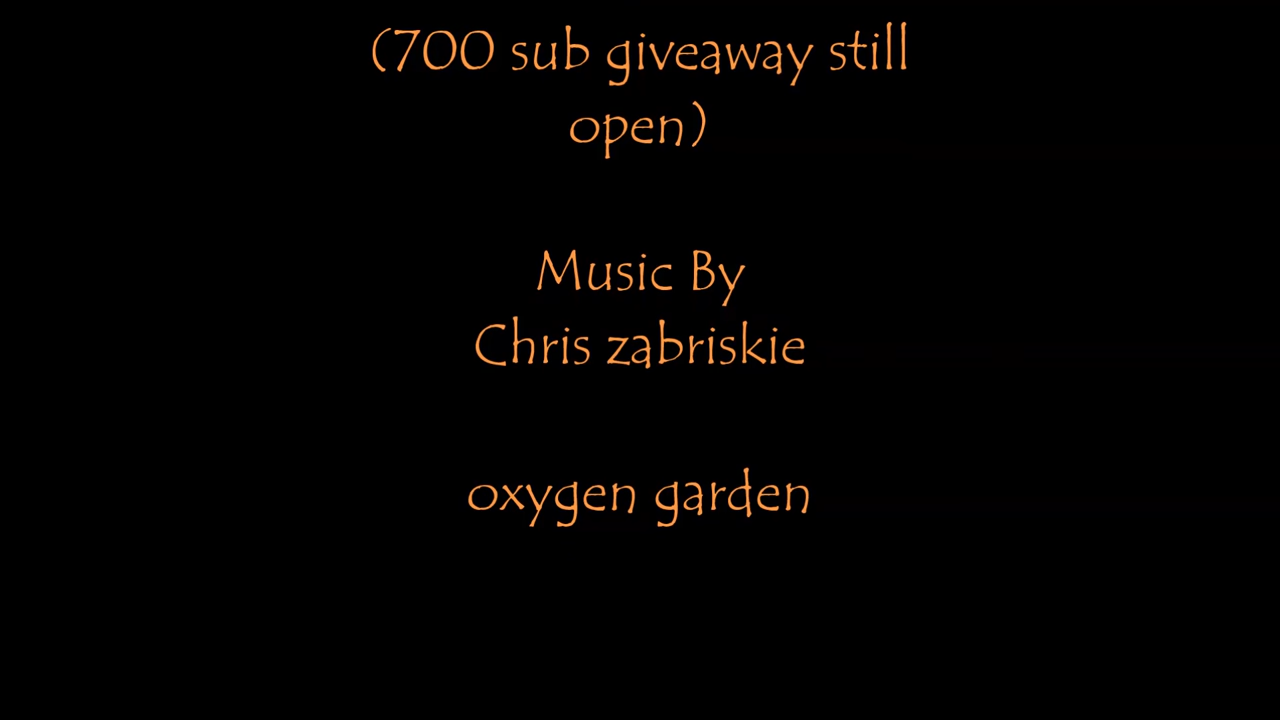 (700 sub giveaway still
open)
Music By
Chris zabriskie
oxygen garden